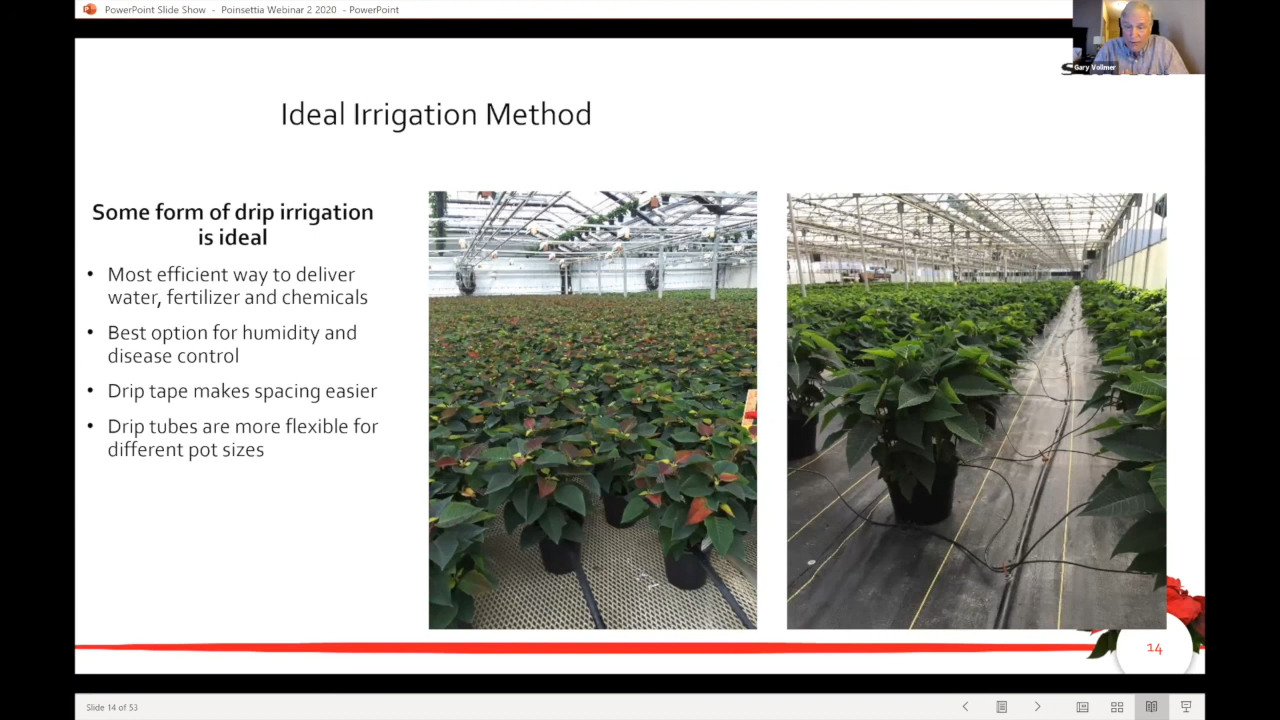 PowerPoint Slide Show - Poinsettia Webinar 2 2020 - PowerPoint
Gary Vollmer
Ideal Irrigation Method
Some form of drip irrigation
is ideal
• Most efficient way to deliver
water, fertilizer and chemicals
• Best option for humidity and
disease control
• Drip tape makes spacing easier
• Drip tubes are more flexible for
different pot sizes
14
Slide 14 of 53